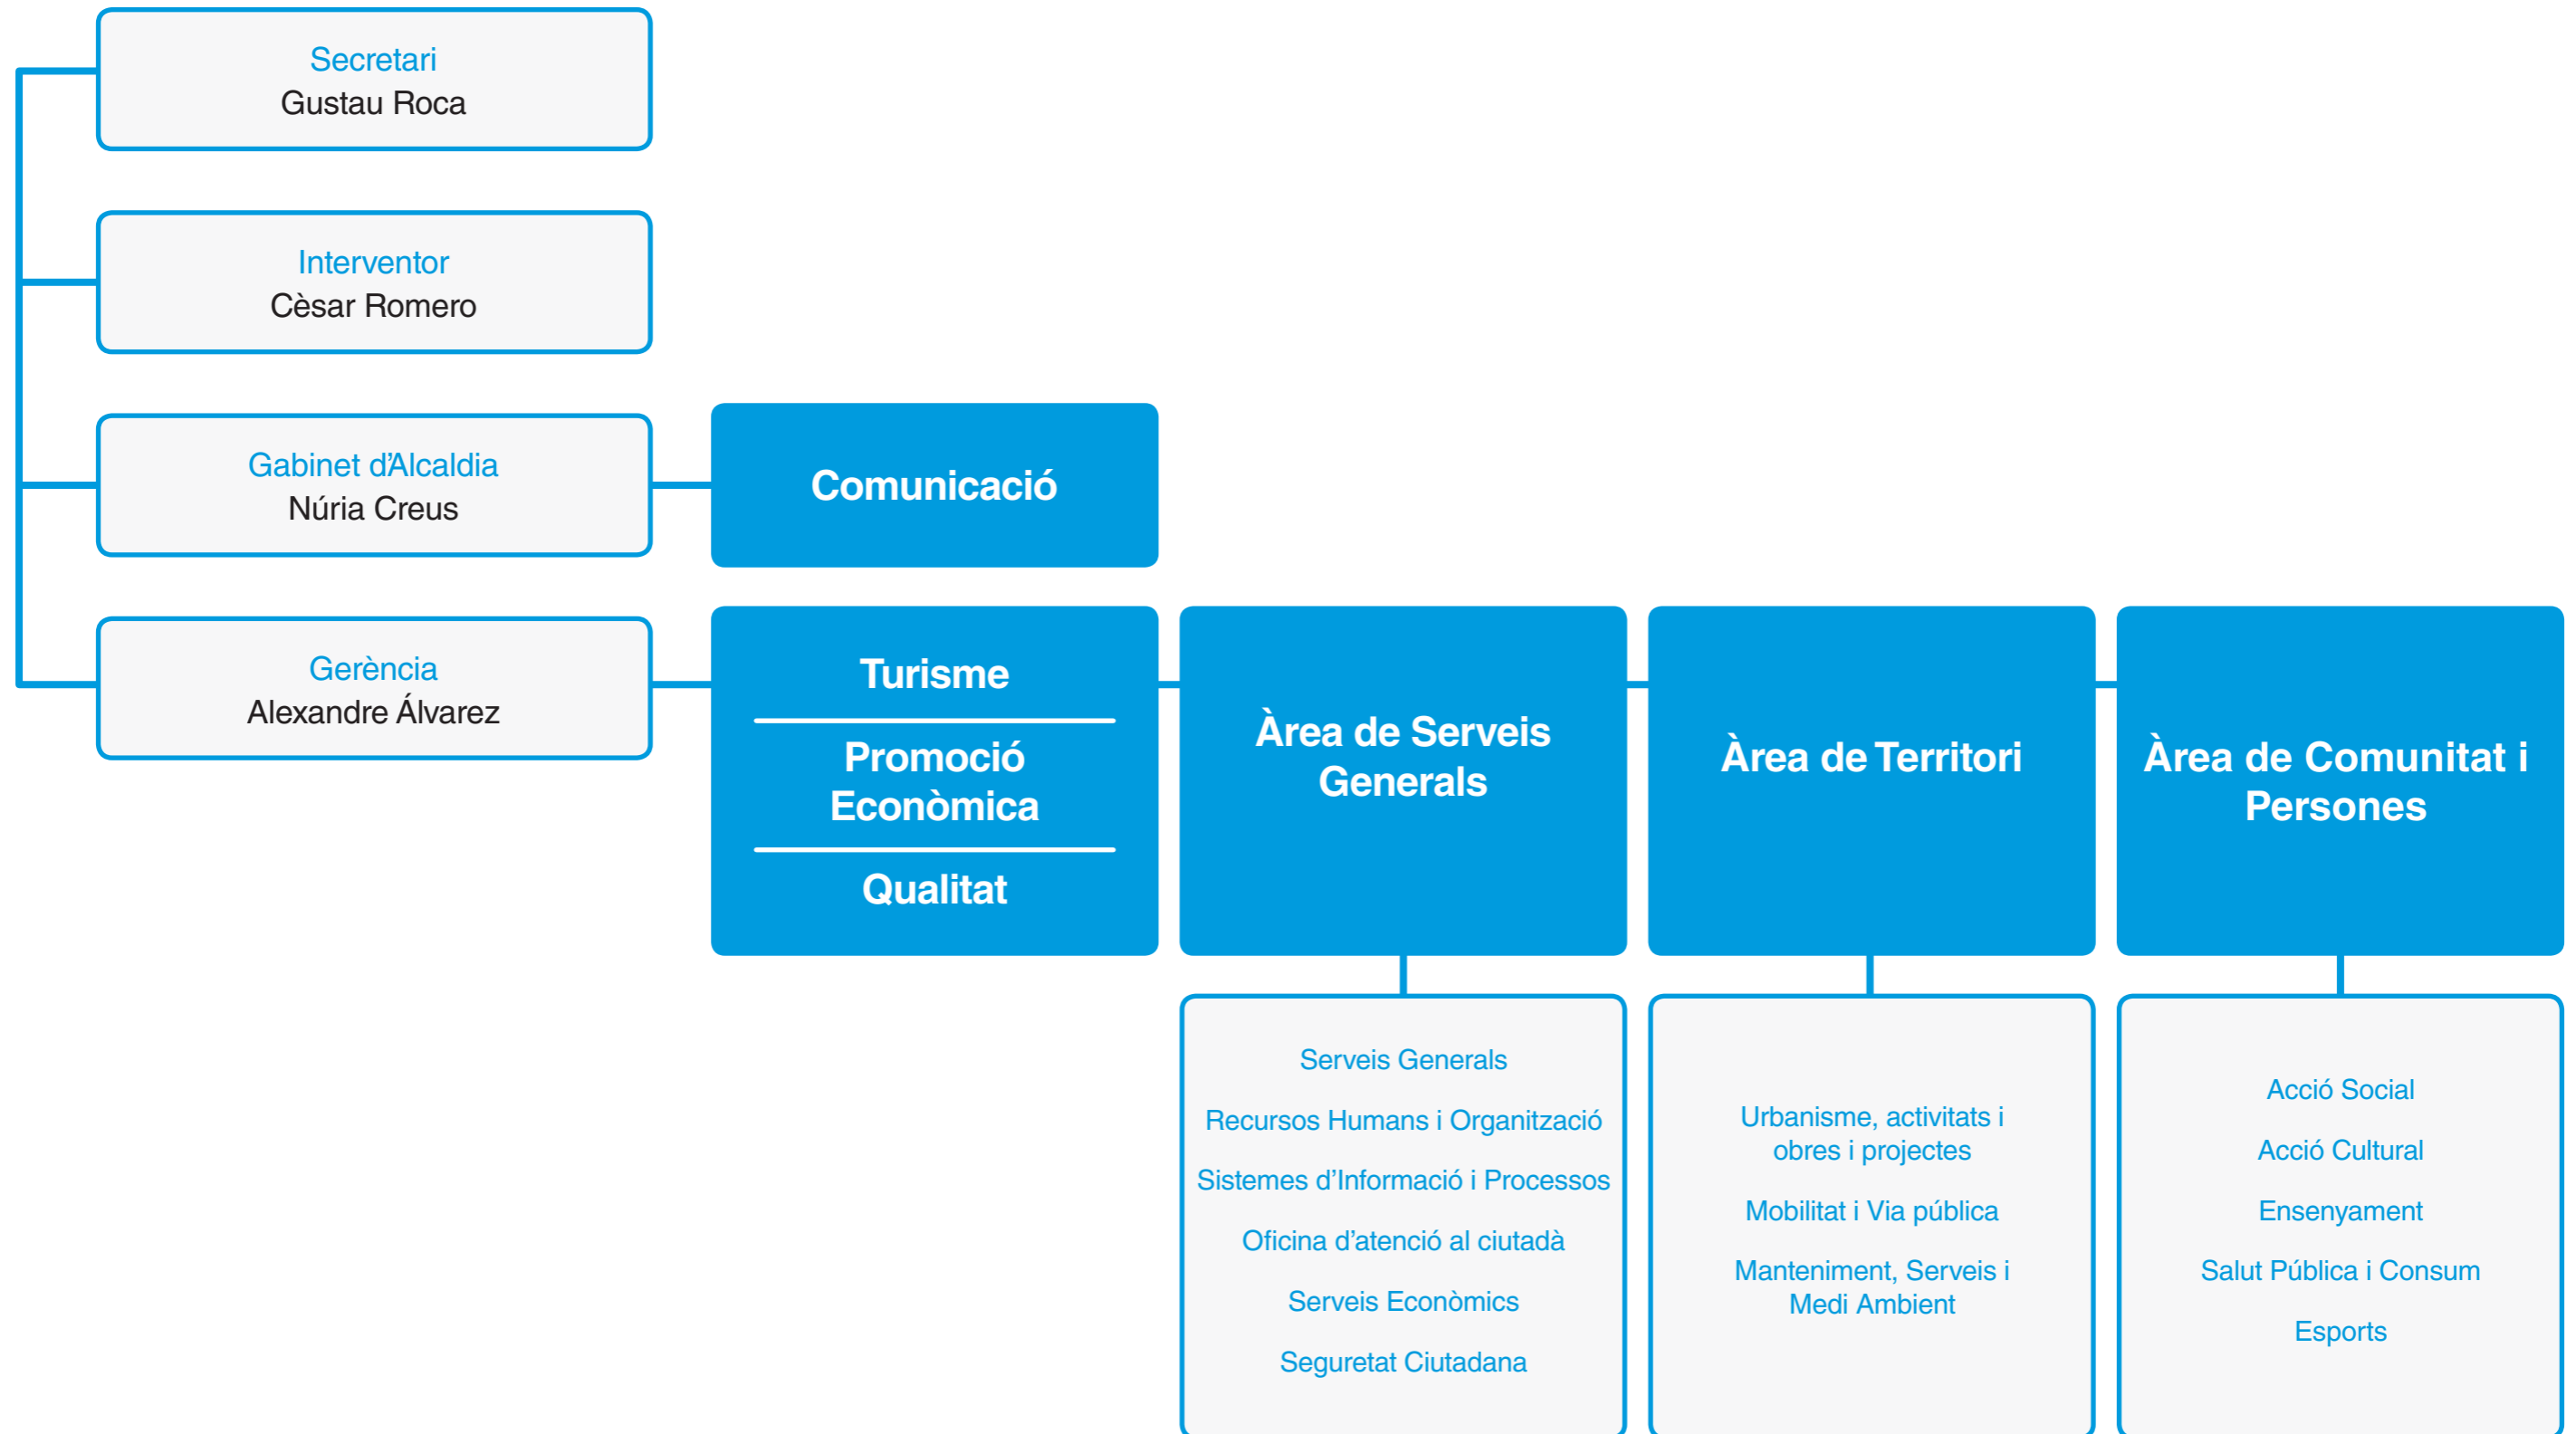 Secretari
Gustau Roca
Interventor
Cèsar Romero
Gabinet d'Alcaldia
Núria Creus
Comunicació
Gerència
Alexandre Álvarez
Turisme
Promoció
Econòmica
Qualitat
Àrea de Serveis
Generals
Àrea de Territori
Àrea de Comunitat i
Persones
Serveis Generals
Recursos Humans i Organització
Sistemes d'Informació i Processos
Oficina d'atenció al ciutadà
Serveis Econòmics
Seguretat Ciutadana
Urbanisme, activitats i
obres i projectes
Mobilitat i Via pública
Manteniment, Serveis i
Medi Ambient
Acció Social
Acció Cultural
Ensenyament
Salut Pública i Consum
Esports